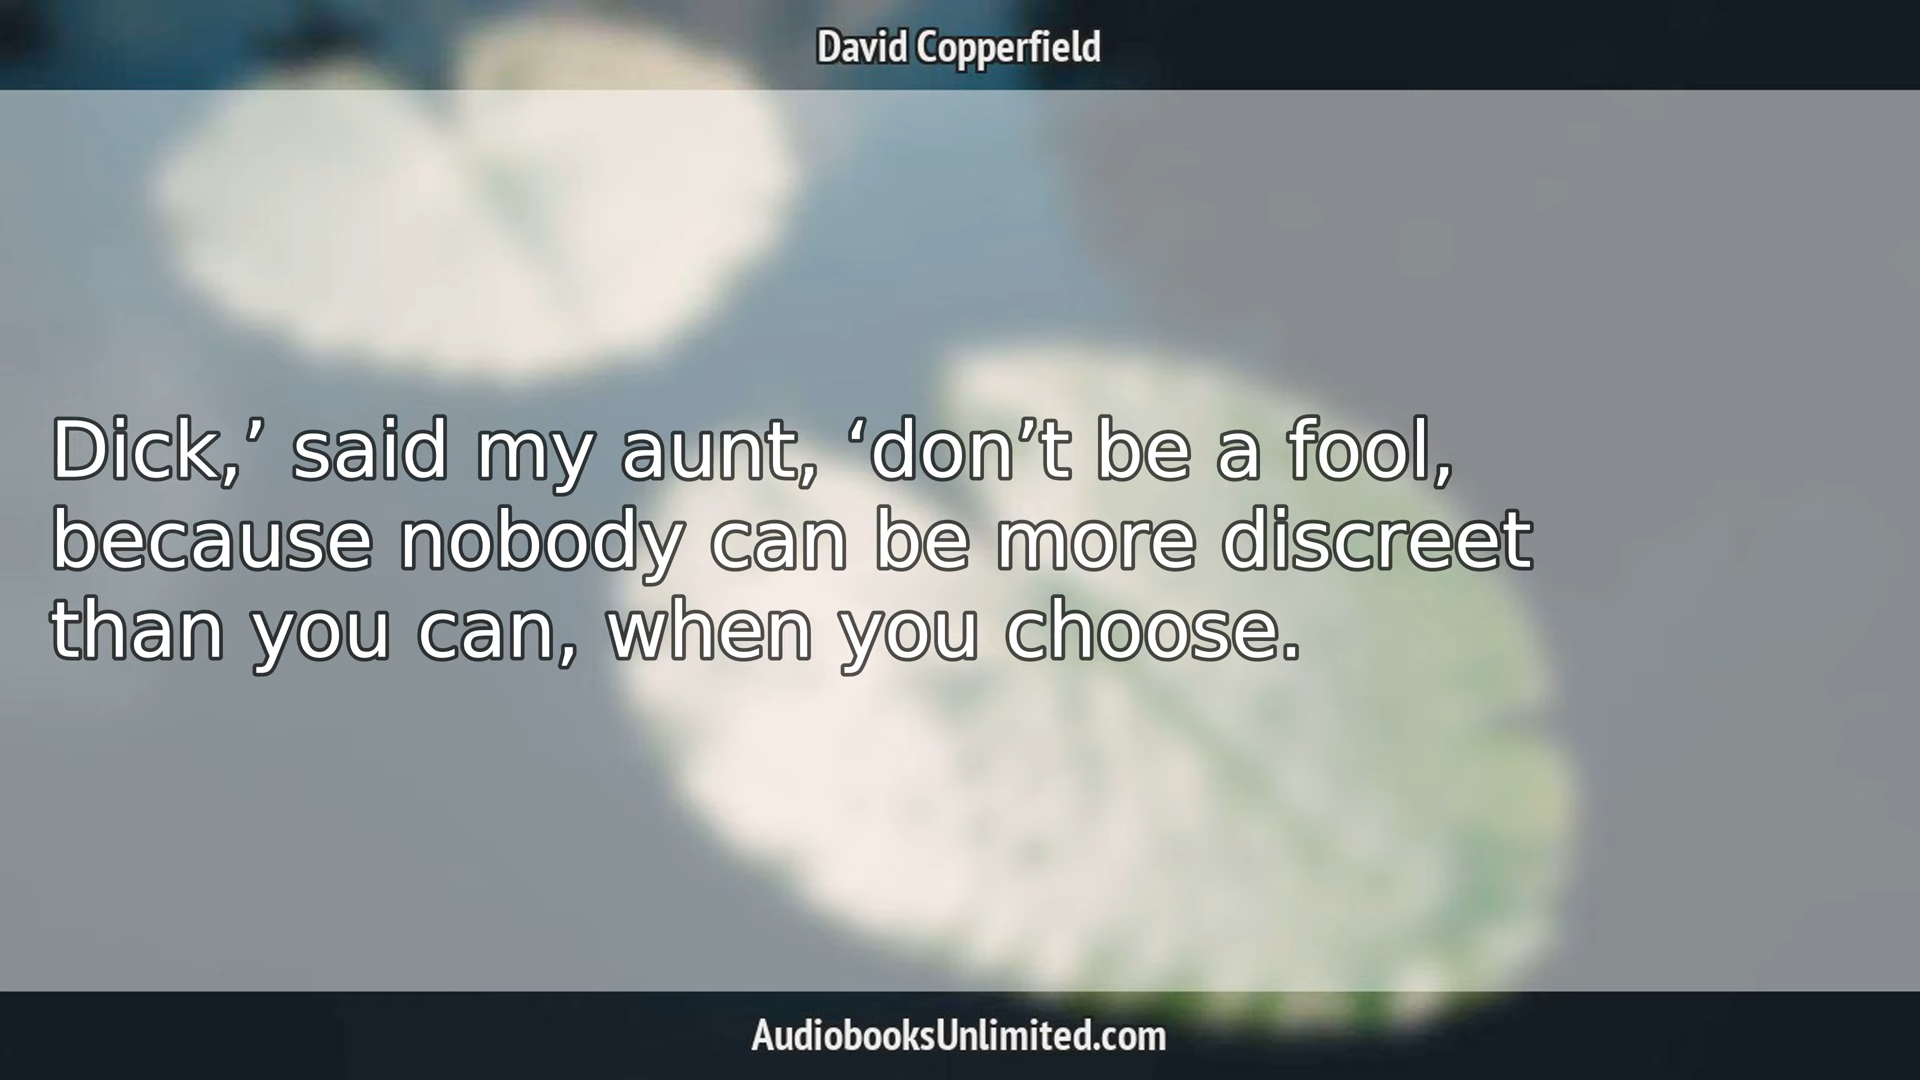 David Copperfield
Dick,’ said my aunt, ‘don’t be a fool,
because nobody can be more discreet
than you can, when you choose.
AudiobooksUnlimited.com